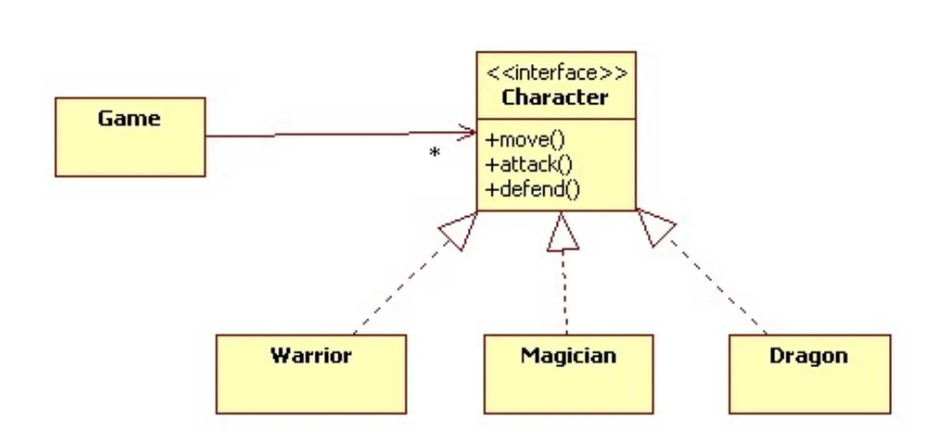 Game
*
<<interface>>
Character
+move()
+attack()
+defend()
Warrior
Magician
Dragon